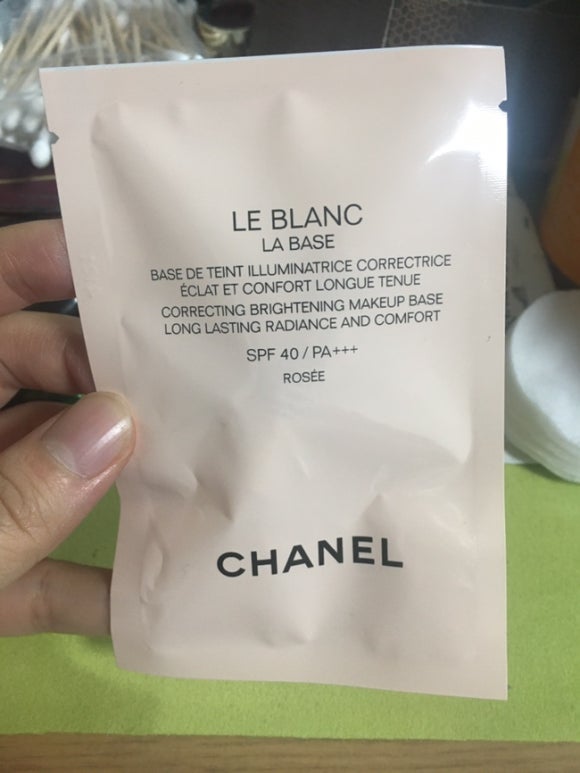 LE BLANC
LA BASE
BASE DE TEINT ILLUMINATRICE CORRECTRICE
ÉCLAT ET CONFORT LONGUE TENUE
CORRECTING BRIGHTENING MAKEUP BASE
LONG LASTING RADIANCE AND COMFORT
SPF 40 / PA+++
ROSÉE
CHANEL